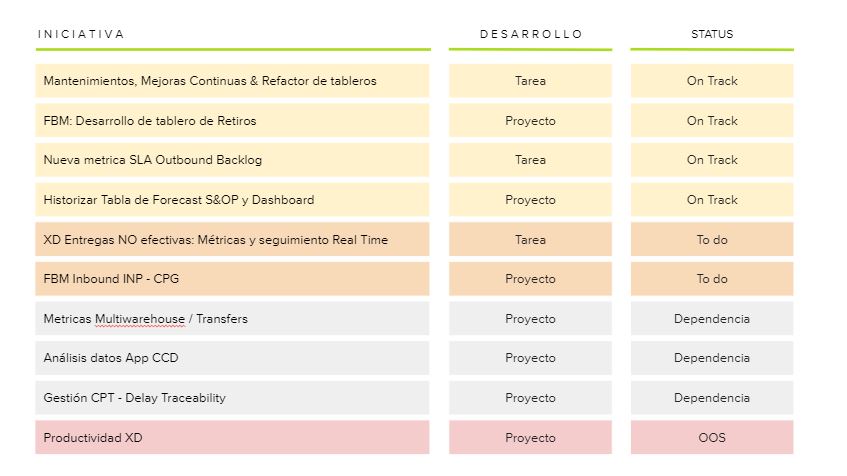 INICIATIVA DESARROLLO STATUS
Mantenimientos, Mejoras Continuas & Refactor de tableros Tarea On Track
FBM: Desarrollo de tablero de Retiros Proyecto On Track
Nueva metrica SLA Outbound Backlog Tarea On Track
Historizar Tabla de Forecast S&OP y Dashboard Proyecto On Track
XD Entregas NO efectivas: Métricas y seguimiento Real Time Tarea To do
FBM Inbound INP - CPG Proyecto To do
Metricas Multiwarehouse / Transfers Proyecto Dependencia
Análisis datos App CCD Proyecto Dependencia
Gestión CPT - Delay Traceability Proyecto Dependencia
Productividad XD Proyecto OOS